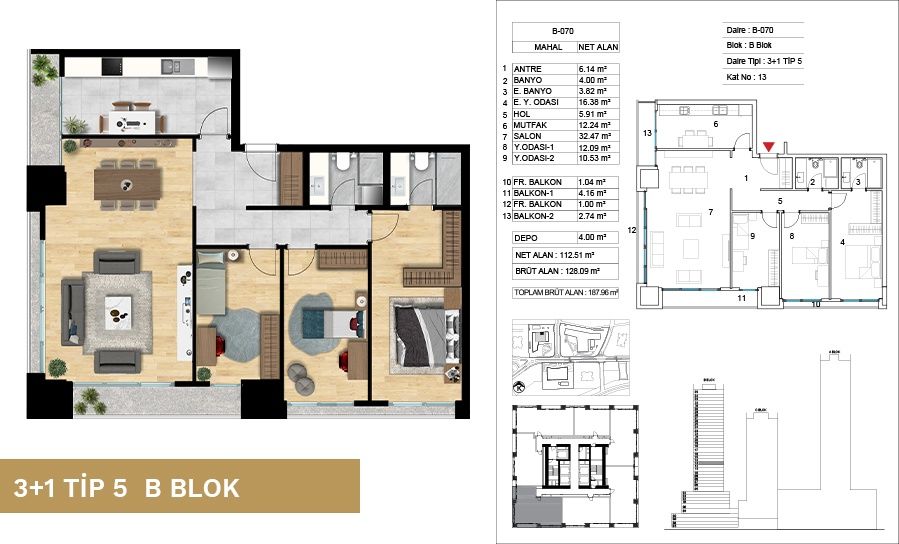 3+1 TİP 5 B BLOK
B-070
MAHAL NET ALAN
1 ANTRE 6.14 m²
2 BANYO 4.00 m²
3 E. BANYO 3.82 m²
4 E. Y. ODASI 16.38 m²
5 HOL 5.91 m²
6 MUTFAK 12.24 m²
7 SALON 32.47 m²
8 Y.ODASI-1 12.09 m²
9 Y.ODASI-2 10.53 m²
10 FR. BALKON 1.04 m²
11 BALKON-1 4.16 m²
12 FR. BALKON 1.00 m²
13 BALKON-2 2.74 m²
DEPO 4.00 m²
NET ALAN : 112.51 m²
BRÜT ALAN : 128.09 m²
TOPLAM BRÜT ALAN : 187.96 m²
Daire : B-070
Blok : B Blok
Daire Tipi : 3+1 TİP 5
Kat No : 13
6
13
1
2
3
5
7
12
9
8
4
11
10
B BLOK
C BLOK
A BLOK